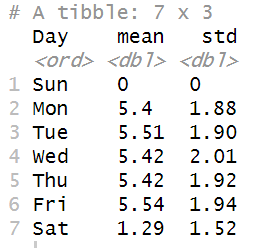 # A tibble: 7 x 3
Day mean std
<ord> <dbl> <dbl>
1 Sun 0 0
2 Mon 5.4 1.88
3 Tue 5.51 1.90
4 Wed 5.42 2.01
5 Thu 5.42 1.92
6 Fri 5.54 1.94
7 Sat 1.29 1.52